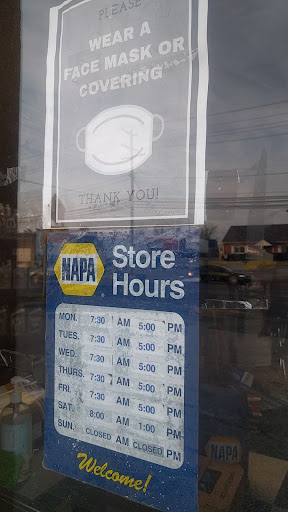 PLEASE
WEAR A
FACE MASK OR
COVERING
THANK YOU!
NAPA
Store
Hours
MON. 7:30 AM 5:00 PM
TUES. 7:30 AM 5:00 PM
WED. 7:30 AM 5:00 PM
THURS. 7:30 AM 5:00 PM
FRI. 7:30 AM 5:00 PM
SAT. 8:00 AM 1:00 PM
SUN. CLOSED AM CLOSED PM
Welcome!
NAPA